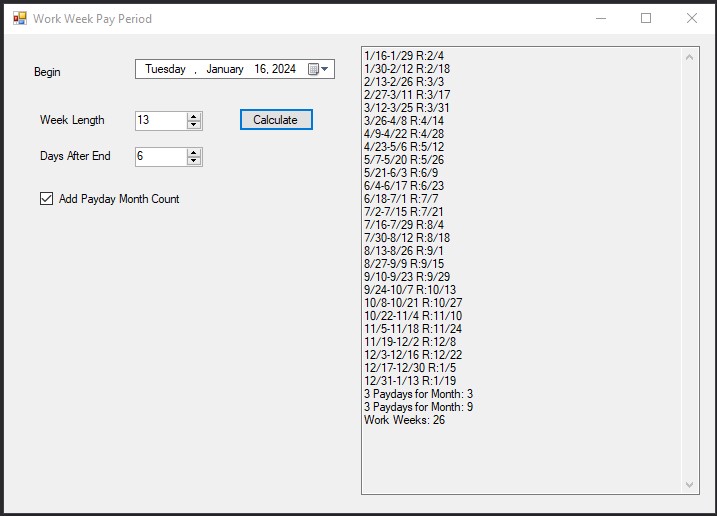 Work Week Pay Period
Begin
Tuesday , January 16, 2024
Week Length
13
Calculate
Days After End
6
Add Payday Month Count
1/16-1/29 R:2/4
1/30-2/12 R:2/18
2/13-2/26 R:3/3
2/27-3/11 R:3/17
3/12-3/25 R:3/31
3/26-4/8 R:4/14
4/9-4/22 R:4/28
4/23-5/6 R:5/12
5/7-5/20 R:5/26
5/21-6/3 R:6/9
6/4-6/17 R:6/23
6/18-7/1 R:7/7
7/2-7/15 R:7/21
7/16-7/29 R:8/4
7/30-8/12 R:8/18
8/13-8/26 R:9/1
8/27-9/9 R:9/15
9/10-9/23 R:9/29
9/24-10/7 R:10/13
10/8-10/21 R:10/27
10/22-11/4 R:11/10
11/5-11/18 R:11/24
11/19-12/2 R:12/8
12/3-12/16 R:12/22
12/17-12/30 R:1/5
12/31-1/13 R:1/19
3 Paydays for Month: 3
3 Paydays for Month: 9
Work Weeks: 26